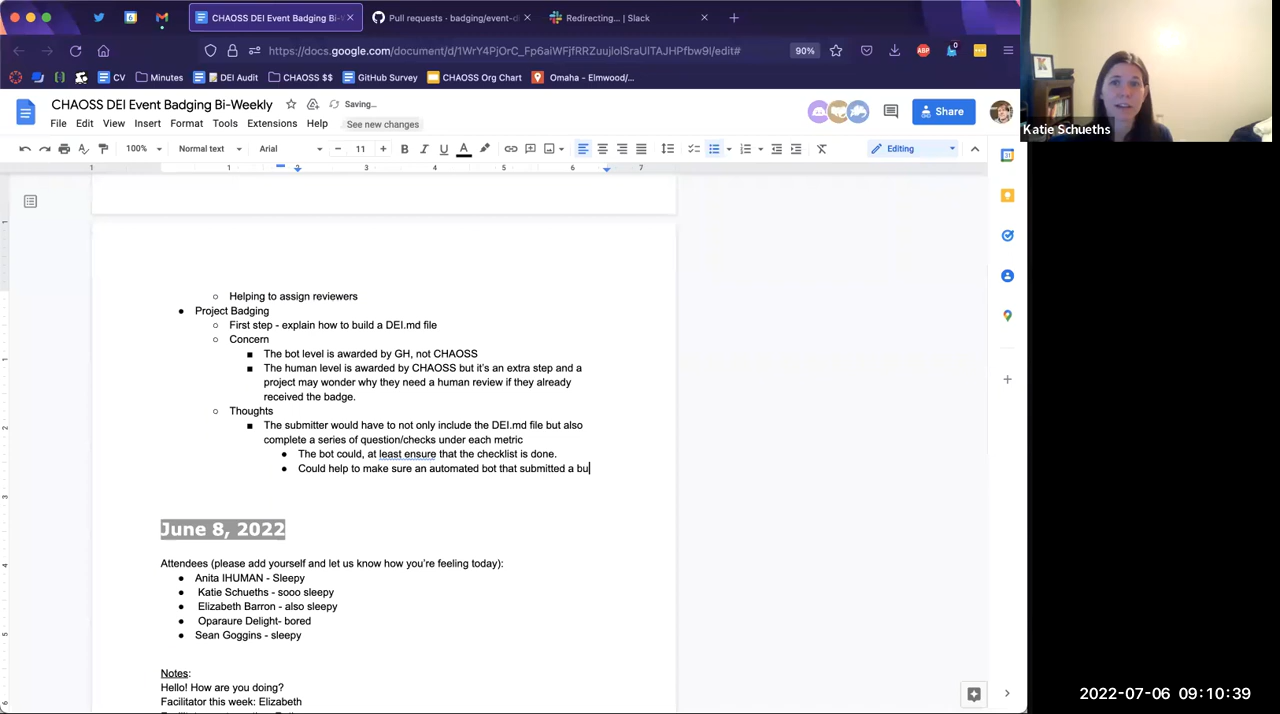 CHAOSS DEI Event Badging Bi-
Pull requests · badging/event-di
Redirecting... | Slack
https://docs.google.com/document/d/1WrY4PjOrC_Fp6aiWFjfRRZuujlolSraUITAJHPfbw9I/edit#
90%
CV
Minutes
DEI Audit
CHAOSS $$
GitHub Survey
CHAOSS Org Chart
Omaha - Elmwood/...
CHAOSS DEI Event Badging Bi-Weekly
Saving...
File Edit View Insert Format Tools Extensions Help
See new changes
Share
Katie Schueths
100%
Normal text
Arial
11
Editing
1 1 2 3 4 5 6 7
○ Helping to assign reviewers
● Project Badging
○ First step - explain how to build a DEI.md file
○ Concern
■ The bot level is awarded by GH, not CHAOSS
■ The human level is awarded by CHAOSS but it's an extra step and a
project may wonder why they need a human review if they already
received the badge.
○ Thoughts
■ The submitter would have to not only include the DEI.md file but also
complete a series of question/checks under each metric
● The bot could, at least ensure that the checklist is done.
● Could help to make sure an automated bot that submitted a bu
June 8, 2022
Attendees (please add yourself and let us know how you're feeling today):
● Anita IHUMAN - Sleepy
● Katie Schueths - sooo sleepy
● Elizabeth Barron - also sleepy
● Oparaure Delight- bored
● Sean Goggins - sleepy
Notes:
Hello! How are you doing?
Facilitator this week: Elizabeth
2022-07-06 09:10:39